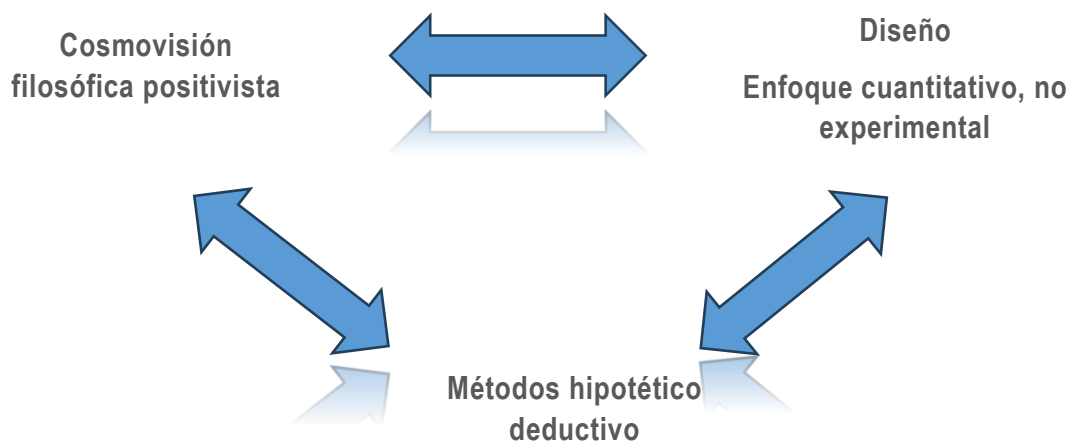 Cosmovisión
filosófica positivista
Diseño
Enfoque cuantitativo, no
experimental
Métodos hipotético
deductivo